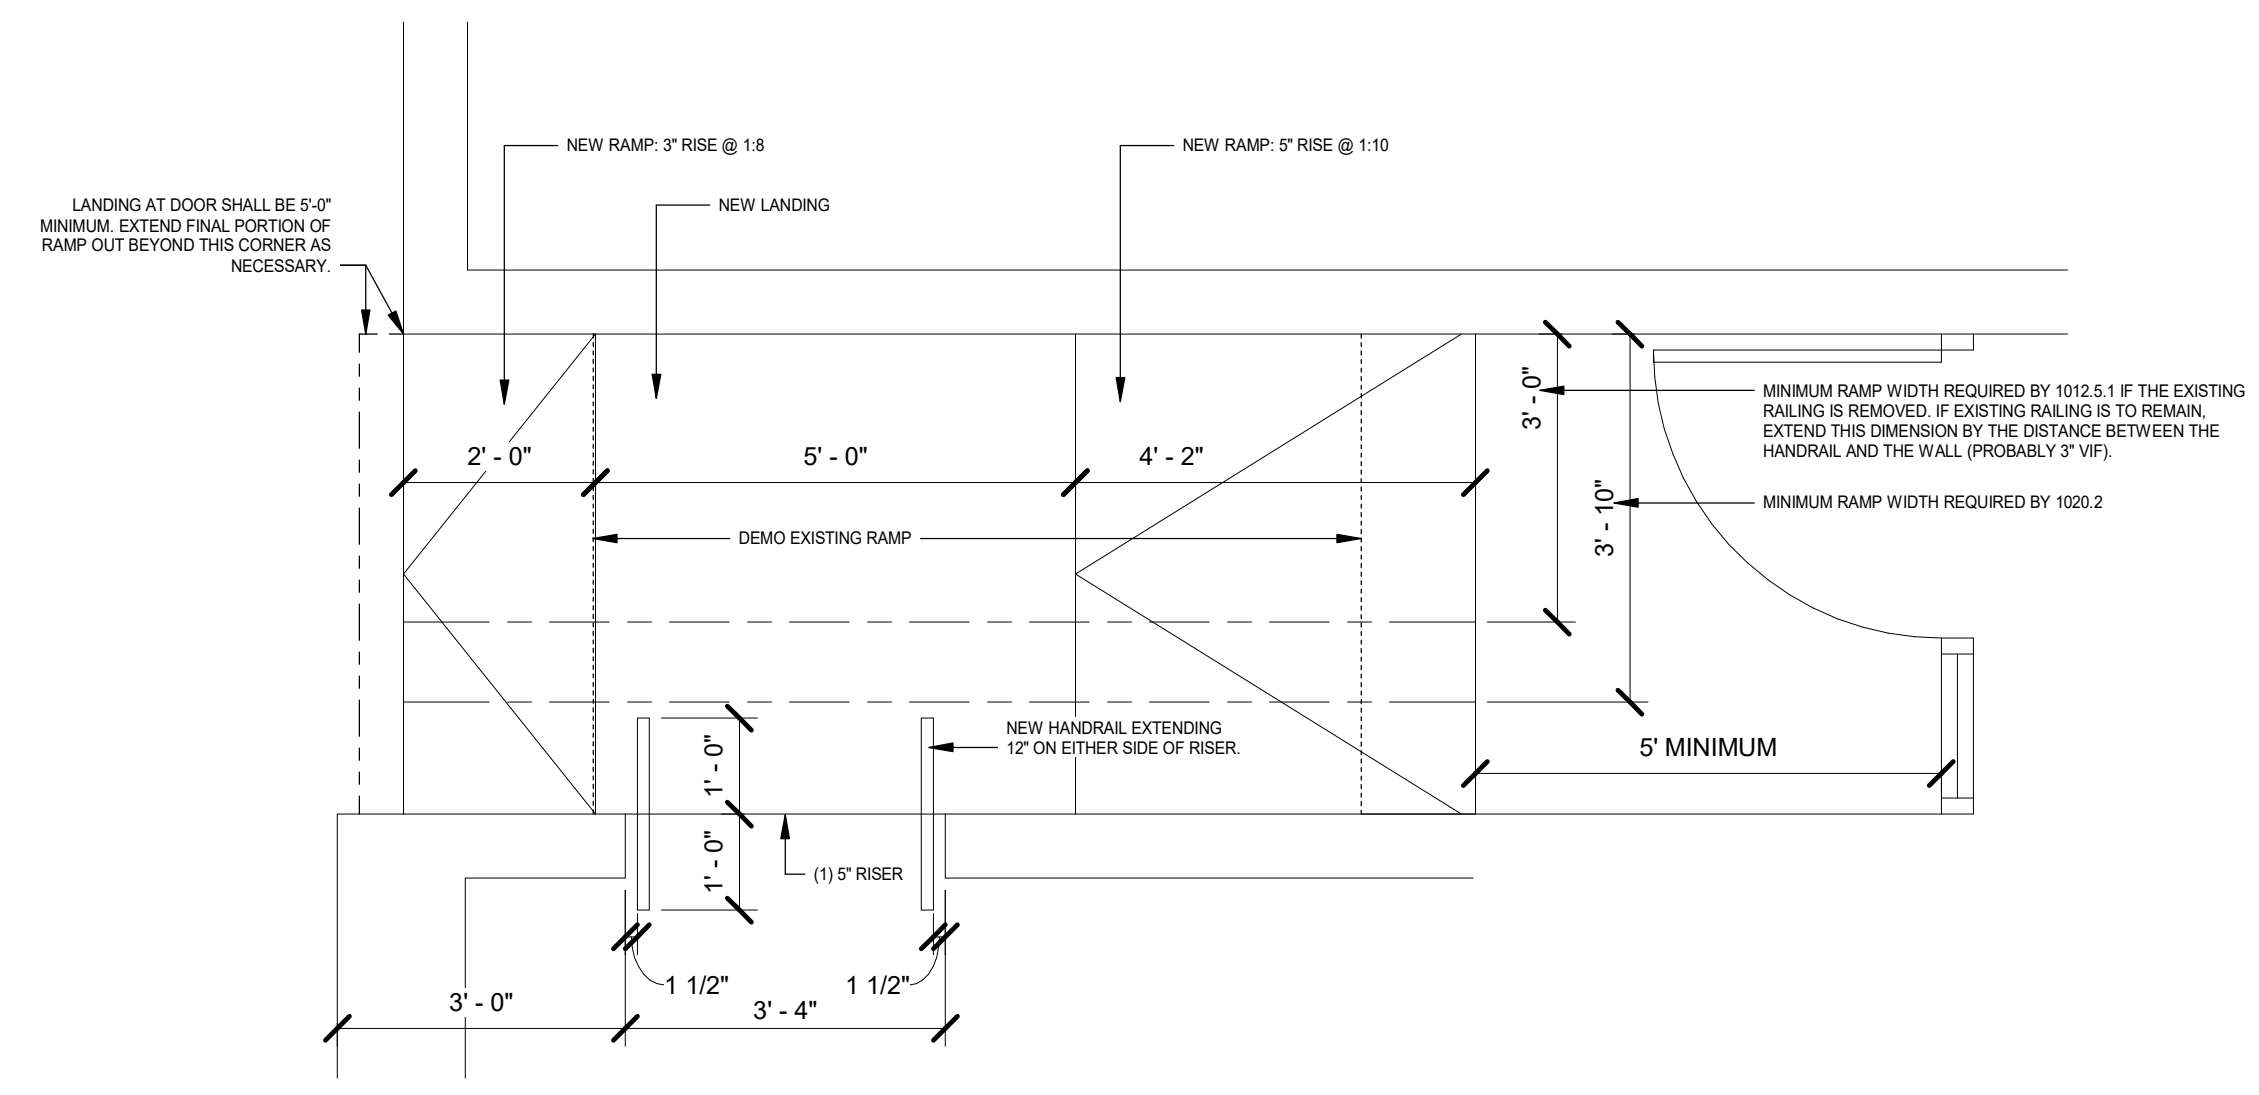 NEW RAMP: 3" RISE @ 1:8
NEW RAMP: 5" RISE @ 1:10
LANDING AT DOOR SHALL BE 5'-0"
MINIMUM. EXTEND FINAL PORTION OF
RAMP OUT BEYOND THIS CORNER AS
NECESSARY.
NEW LANDING
3' - 0"
MINIMUM RAMP WIDTH REQUIRED BY 1012.5.1 IF THE EXISTING
RAILING IS REMOVED. IF EXISTING RAILING IS TO REMAIN,
EXTEND THIS DIMENSION BY THE DISTANCE BETWEEN THE
HANDRAIL AND THE WALL (PROBABLY 3" VIF).
2' - 0"
5' - 0"
4' - 2"
3' - 10"
MINIMUM RAMP WIDTH REQUIRED BY 1020.2
DEMO EXISTING RAMP
NEW HANDRAIL EXTENDING
12" ON EITHER SIDE OF RISER.
5' MINIMUM
1' - 0"
1' - 0"
(1) 5" RISER
1 1/2"
1 1/2"
3' - 0"
3' - 4"